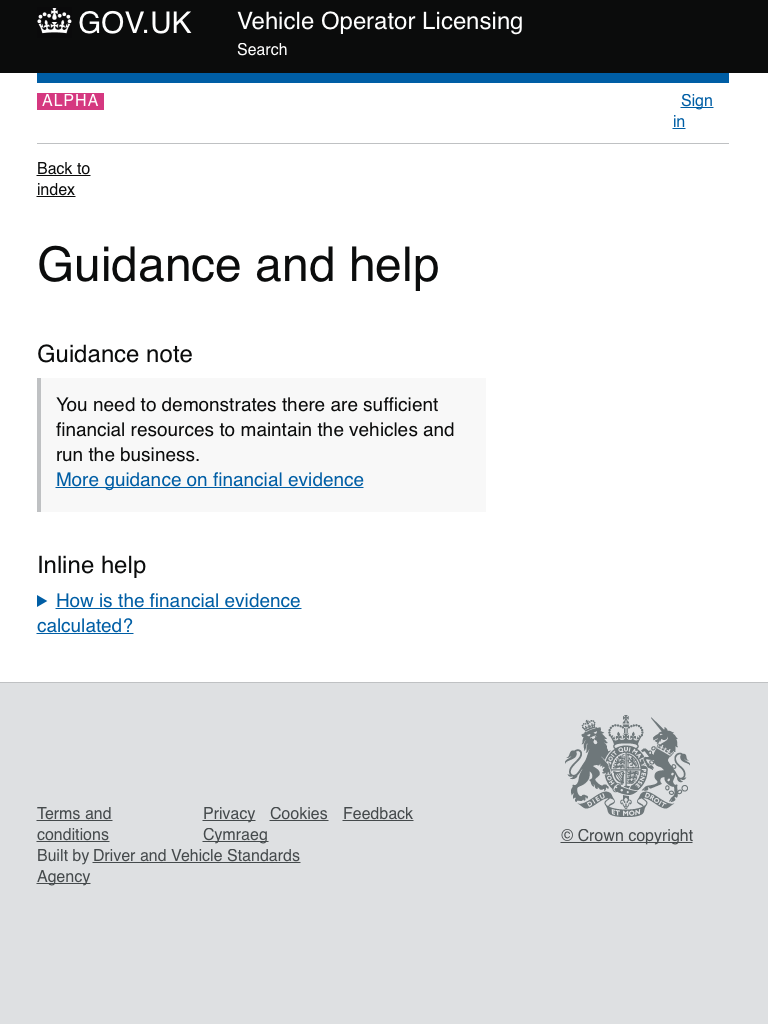 GOV.UK Vehicle Operator Licensing
Search
ALPHA Sign
in
Back to
index
Guidance and help
Guidance note
You need to demonstrates there are sufficient
financial resources to maintain the vehicles and
run the business.
More guidance on financial evidence
Inline help
How is the financial evidence
calculated?
Terms and Privacy Cookies Feedback
conditions Cymraeg
Built by Driver and Vehicle Standards
Agency
© Crown copyright